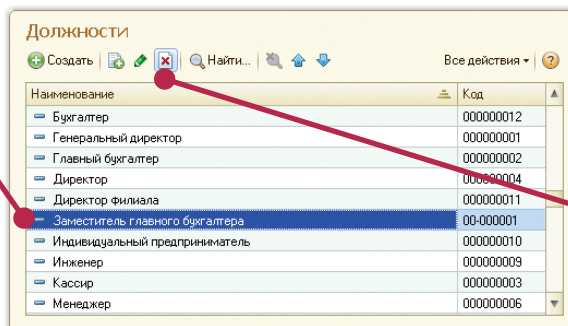 Должности
Создать Найти... Все действия ?
Наименование Код
Бухгалтер 000000012
Генеральный директор 000000001
Главный бухгалтер 000000002
Директор 000000004
Директор филиала 000000011
Заместитель главного бухгалтера 00-000001
Индивидуальный предприниматель 000000010
Инженер 000000009
Кассир 000000003
Менеджер 000000006